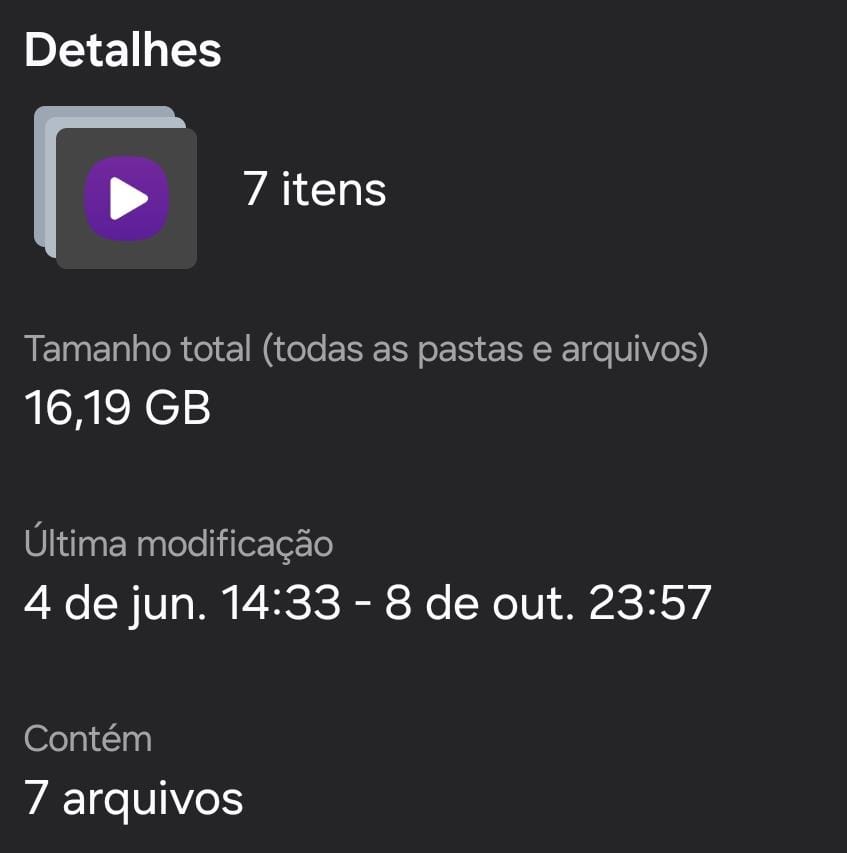 Detalhes
7 itens
Tamanho total (todas as pastas e arquivos)
16,19 GB
Última modificação
4 de jun. 14:33 - 8 de out. 23:57
Contém
7 arquivos